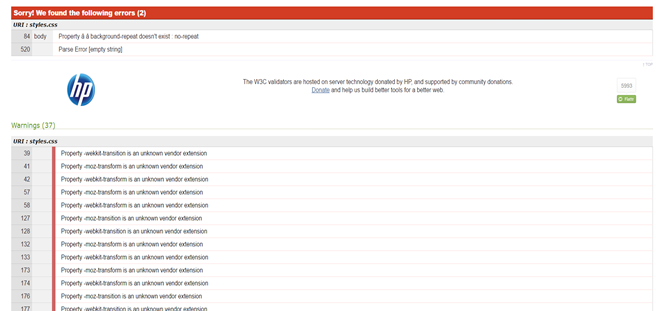 Sorry! We found the following errors (2)
URI : styles.css
84 body Property â â background-repeat doesn't exist no-repeat
520 Parse Error [empty string]
↑ TOP
hp
The W3C validators are hosted on server technology donated by HP, and supported by community donations.
Donate and help us build better tools for a better web.
5993
Flattr
Warnings (37)
URI : styles.css
39 Property -webkit-transition is an unknown vendor extension
41 Property -moz-transform is an unknown vendor extension
42 Property -webkit-transform is an unknown vendor extension
57 Property -moz-transform is an unknown vendor extension
58 Property -webkit-transform is an unknown vendor extension
127 Property -moz-transition is an unknown vendor extension
128 Property -webkit-transition is an unknown vendor extension
132 Property -moz-transform is an unknown vendor extension
133 Property -webkit-transform is an unknown vendor extension
173 Property -moz-transform is an unknown vendor extension
174 Property -webkit-transform is an unknown vendor extension
176 Property -moz-transition is an unknown vendor extension
177 Property -webkit-transition is an unknown vendor extension